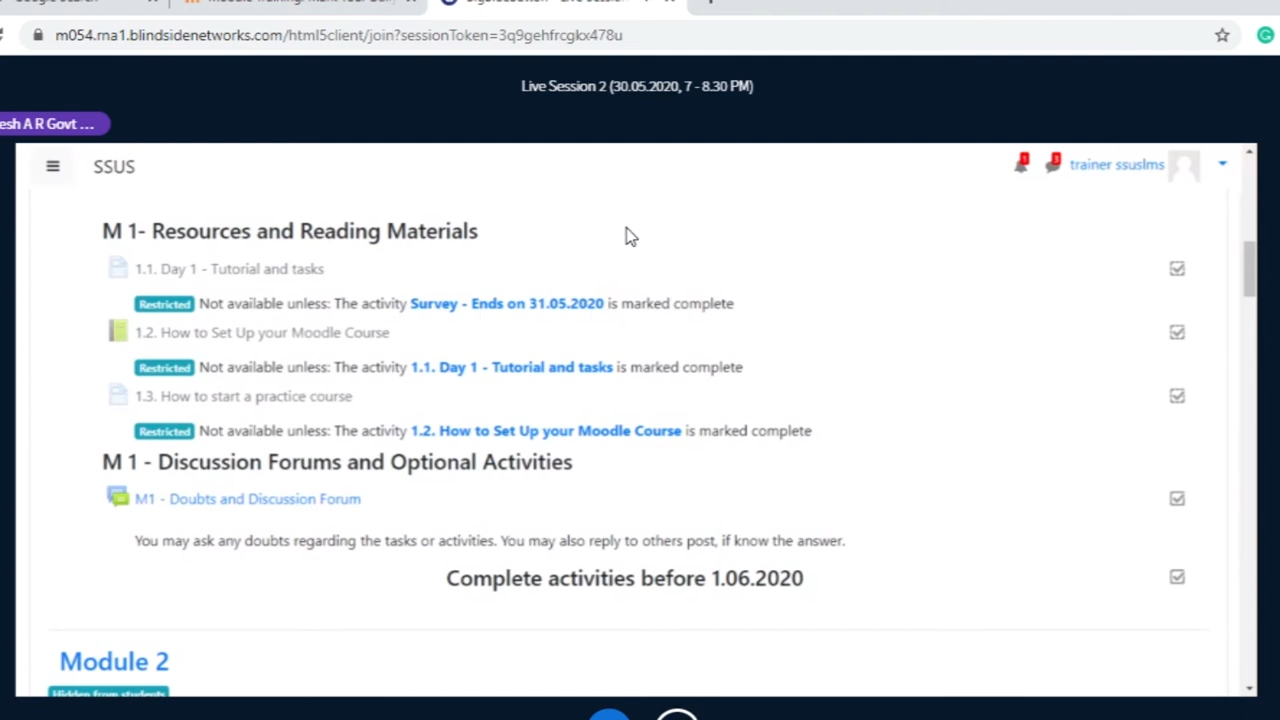 m054.rna1.blindsidenetworks.com/html5client/join?sessionToken=3q9gehfrcgkx478u
Live Session 2 (30.05.2020, 7 - 8.30 PM)
esh A R Govt ...
SSUS
trainer ssuslms
M 1- Resources and Reading Materials
1.1. Day 1 - Tutorial and tasks
Restricted Not available unless: The activity Survey - Ends on 31.05.2020 is marked complete
1.2. How to Set Up your Moodle Course
Restricted Not available unless: The activity 1.1. Day 1 - Tutorial and tasks is marked complete
1.3. How to start a practice course
Restricted Not available unless: The activity 1.2. How to Set Up your Moodle Course is marked complete
M 1 - Discussion Forums and Optional Activities
M1 - Doubts and Discussion Forum
You may ask any doubts regarding the tasks or activities. You may also reply to others post, if know the answer.
Complete activities before 1.06.2020
Module 2
Hidden from students